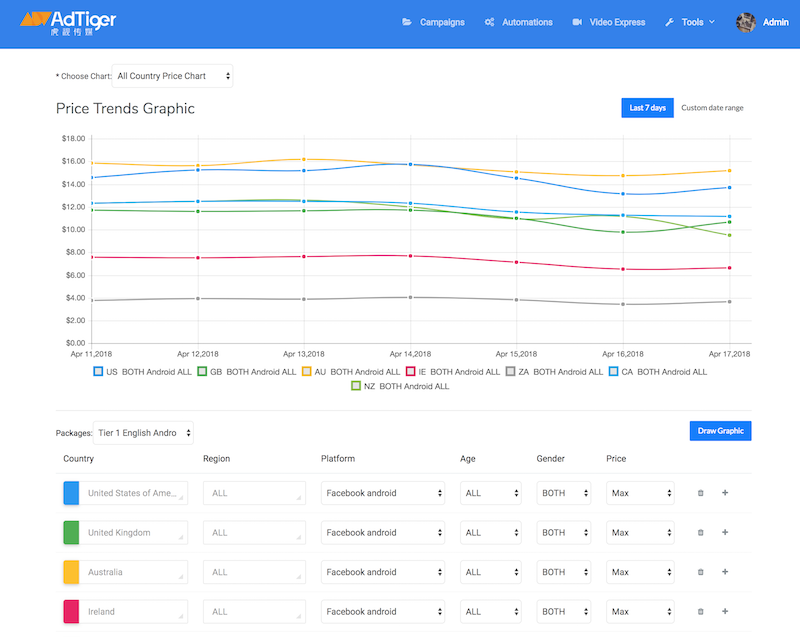 AdTiger
虎视传媒
Campaigns Automations Video Express Tools Admin
* Choose Chart: All Country Price Chart
Price Trends Graphic
Last 7 days Custom date range
$18.00
$16.00
$14.00
$12.00
$10.00
$8.00
$6.00
$4.00
$2.00
$0.00
Apr 11,2018 Apr 12,2018 Apr 13,2018 Apr 14,2018 Apr 15,2018 Apr 16,2018 Apr 17,2018
US BOTH Android ALL GB BOTH Android ALL AU BOTH Android ALL IE BOTH Android ALL ZA BOTH Android ALL CA BOTH Android ALL
NZ BOTH Android ALL
Packages: Tier 1 English Andro Draw Graphic
Country Region Platform Age Gender Price
United States of Ame... ALL Facebook android ALL BOTH Max
United Kingdom ALL Facebook android ALL BOTH Max
Australia ALL Facebook android ALL BOTH Max
Ireland ALL Facebook android ALL BOTH Max